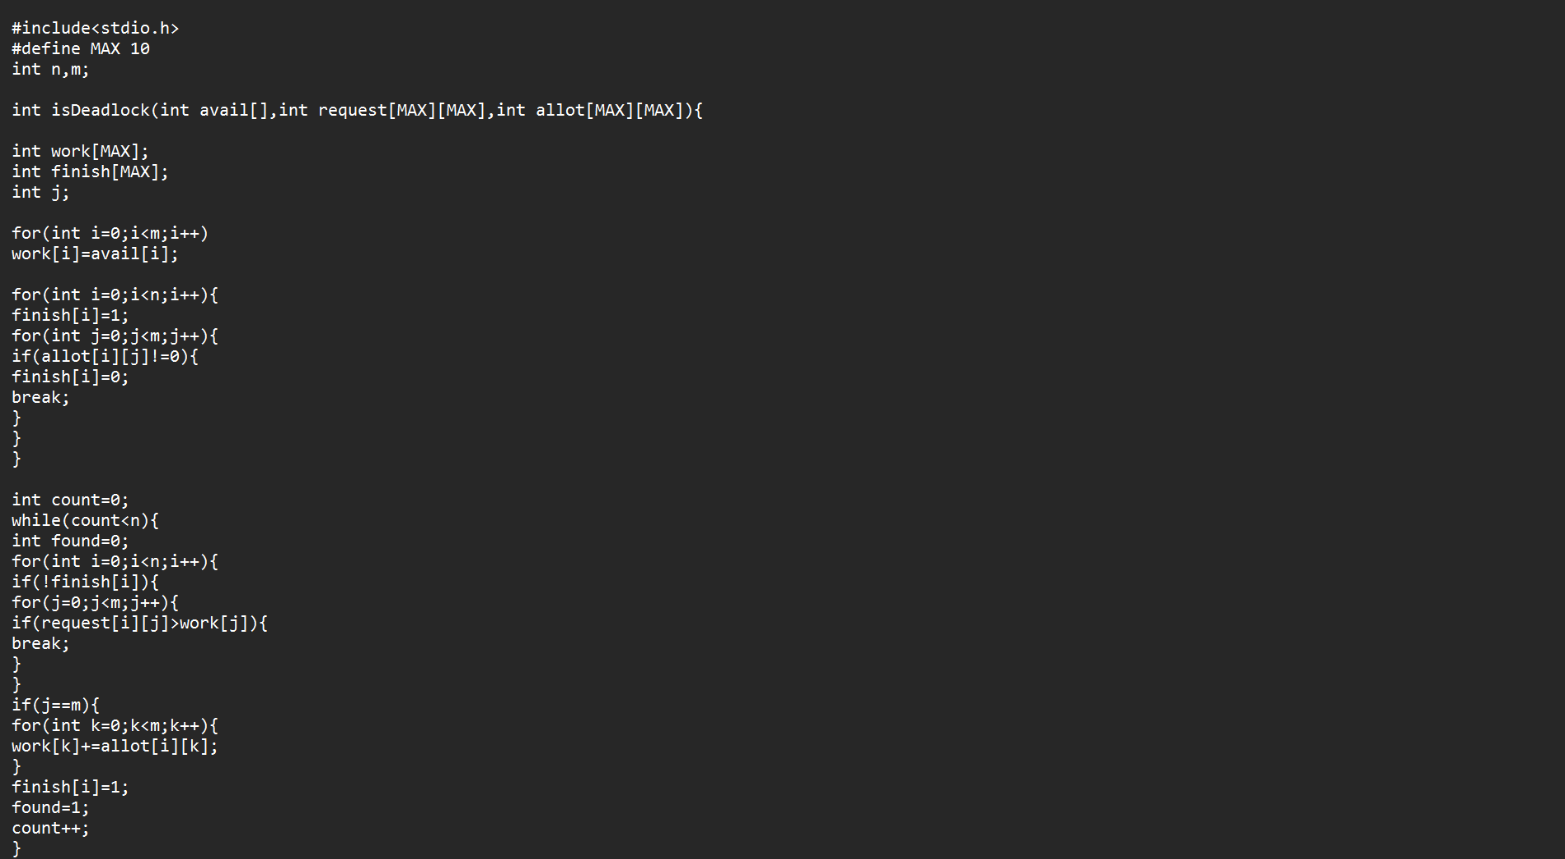 #include<stdio.h>
#define MAX 10
int n,m;
int isDeadlock(int avail[],int request[MAX][MAX],int allot[MAX][MAX]){
int work[MAX];
int finish[MAX];
int j;
for(int i=0;i<m;i++)
work[i]=avail[i];
for(int i=0;i<n;i++){
finish[i]=1;
for(int j=0;j<m;j++){
if(allot[i][j]!=0){
finish[i]=0;
break;
}
}
}
int count=0;
while(count<n){
int found=0;
for(int i=0;i<n;i++){
if(!finish[i]){
for(j=0;j<m;j++){
if(request[i][j]>work[j]){
break;
}
}
if(j==m){
for(int k=0;k<m;k++){
work[k]+=allot[i][k];
}
finish[i]=1;
found=1;
count++;
}